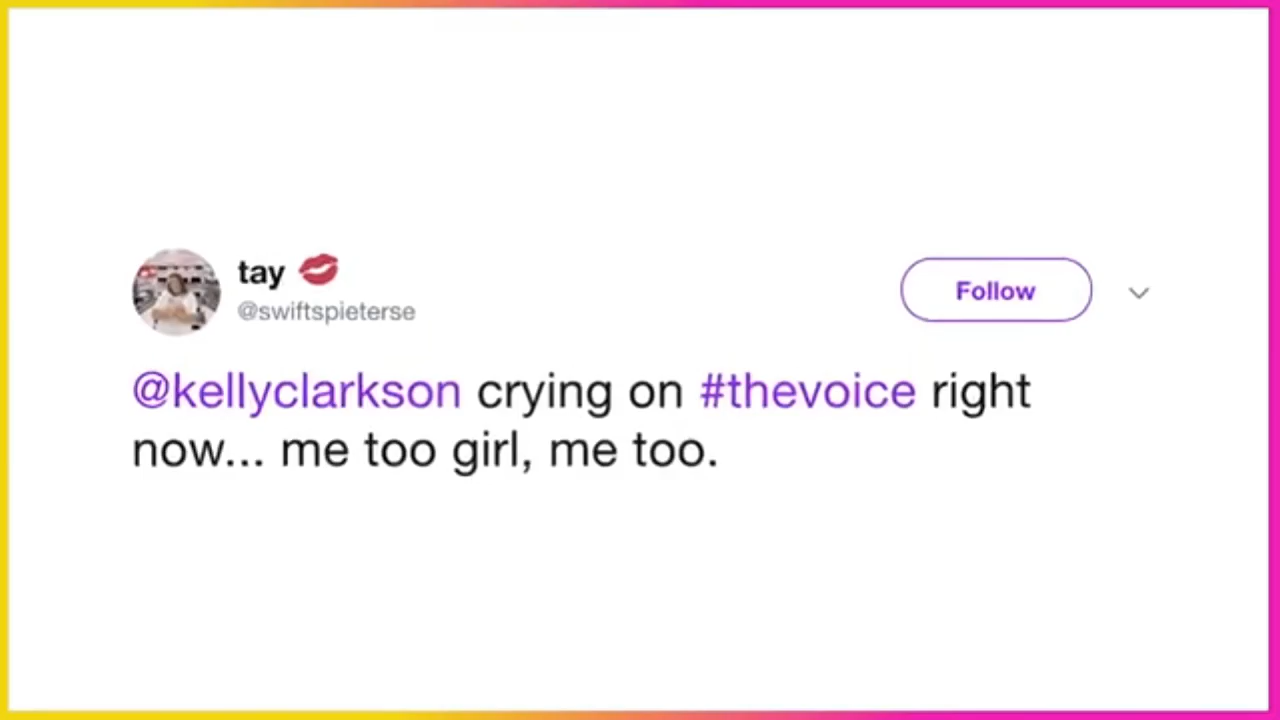 tay 💋
@swiftspieterse
Follow
@kellyclarkson crying on #thevoice right
now... me too girl, me too.